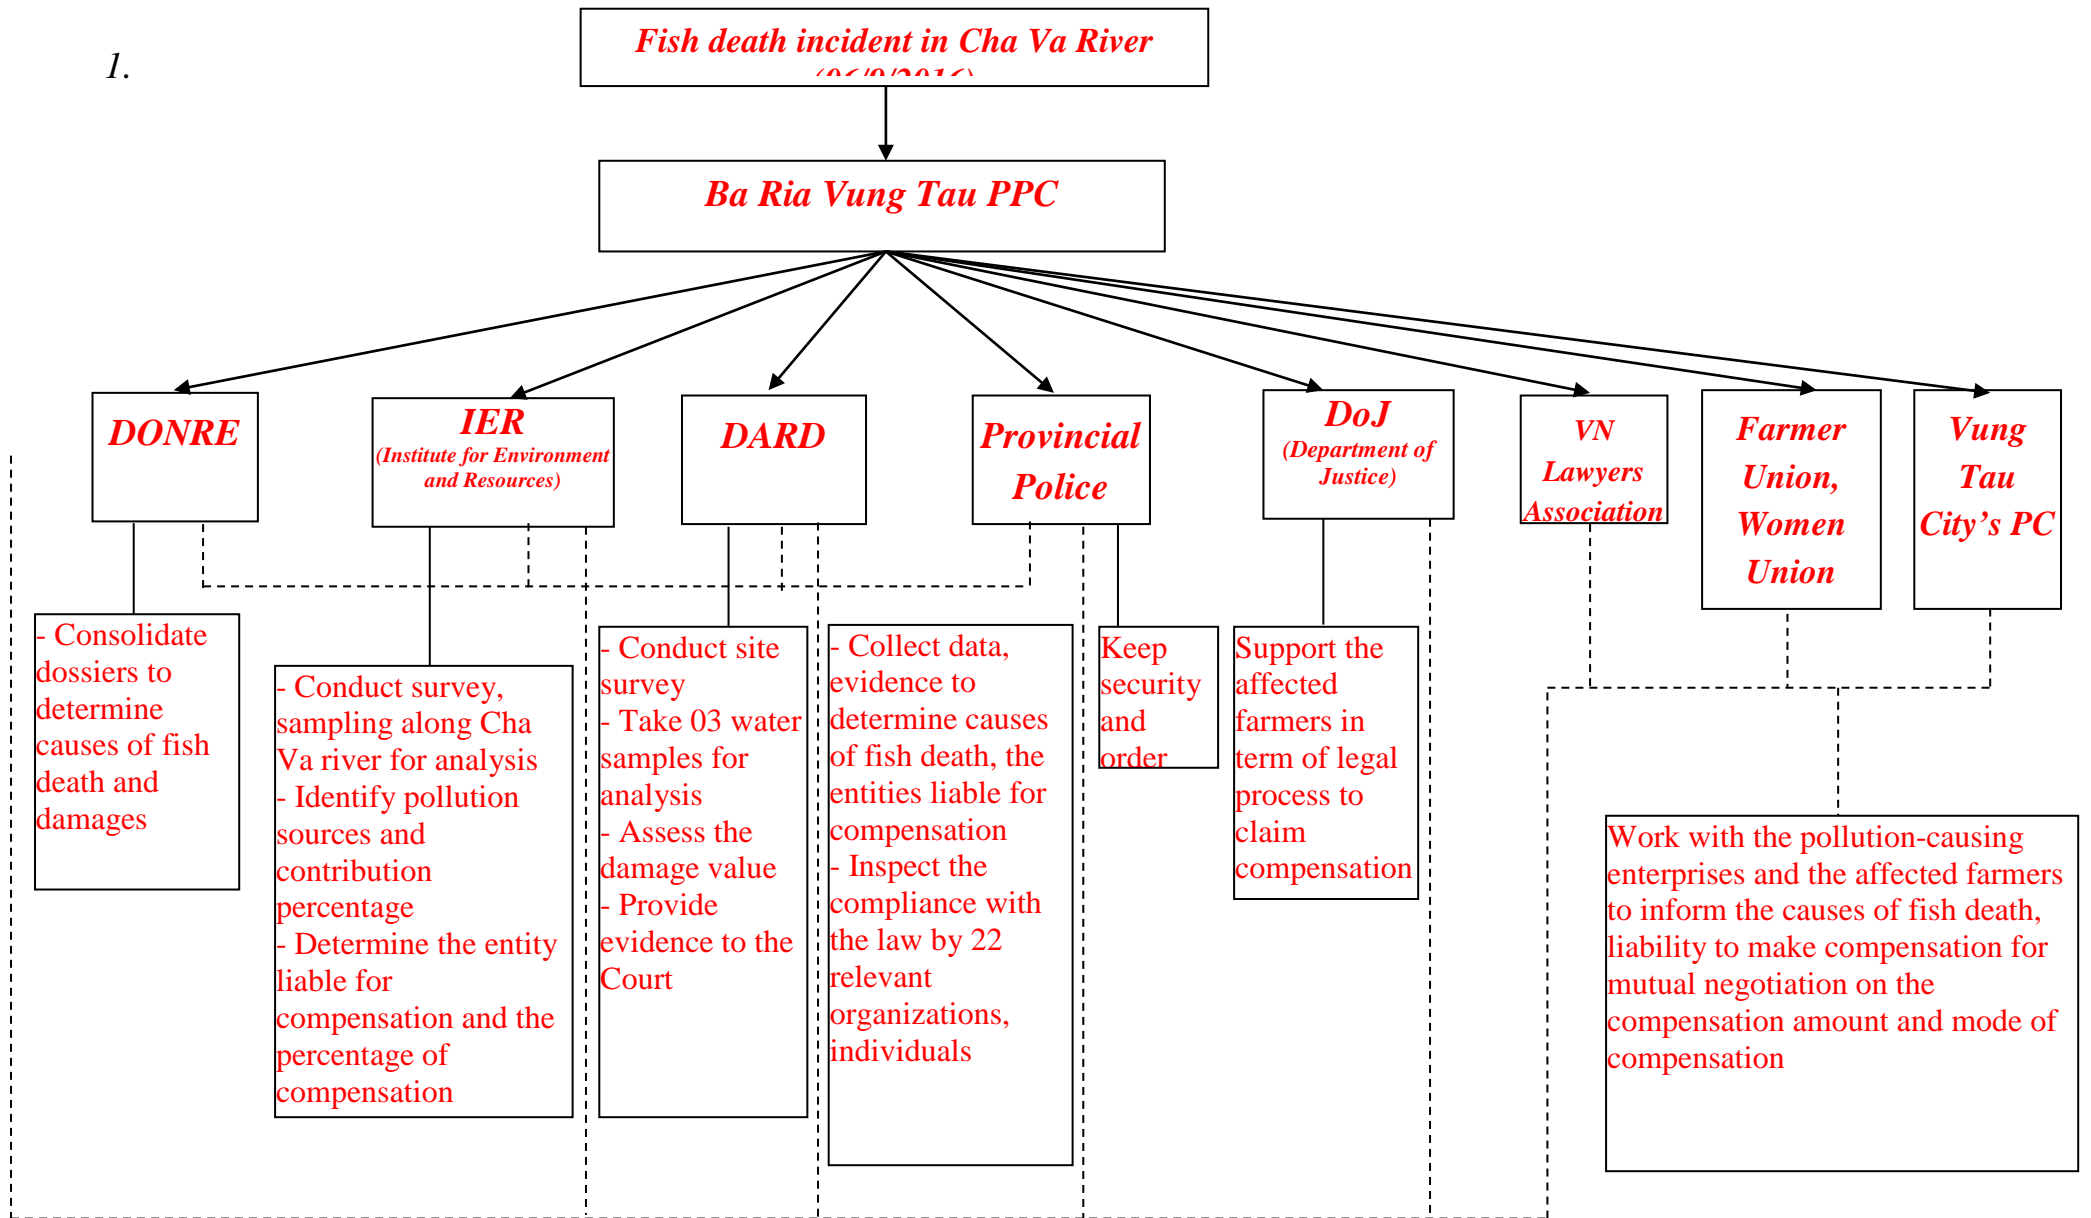 1.
Fish death incident in Cha Va River
Ba Ria Vung Tau PPC
DONRE
IER
(Institute for Environment
and Resources)
DARD
Provincial
Police
DoJ
(Department of
Justice)
VN
Lawyers
Association
Farmer
Union,
Women
Union
Vung
Tau
City’s PC
- Consolidate
dossiers to
determine
causes of fish
death and
damages
- Conduct survey,
sampling along Cha
Va river for analysis
- Identify pollution
sources and
contribution
percentage
- Determine the entity
liable for
compensation and the
percentage of
compensation
- Conduct site
survey
- Take 03 water
samples for
analysis
- Assess the
damage value
- Provide
evidence to the
Court
- Collect data,
evidence to
determine causes
of fish death, the
entities liable for
compensation
- Inspect the
compliance with
the law by 22
relevant
organizations,
individuals
Keep
security
and
order
Support the
affected
farmers in
term of legal
process to
claim
compensation
Work with the pollution-causing
enterprises and the affected farmers
to inform the causes of fish death,
liability to make compensation for
mutual negotiation on the
compensation amount and mode of
compensation